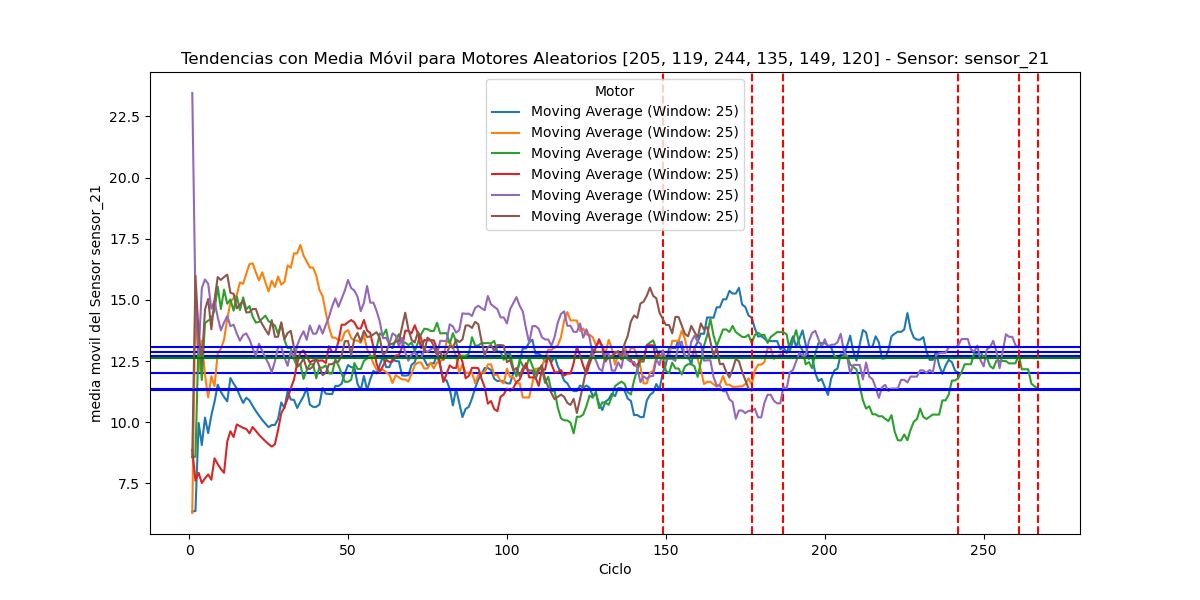 Tendencias con Media Móvil para Motores Aleatorios [205, 119, 244, 135, 149, 120] - Sensor: sensor_21
Motor
Moving Average (Window: 25)
Moving Average (Window: 25)
Moving Average (Window: 25)
Moving Average (Window: 25)
Moving Average (Window: 25)
Moving Average (Window: 25)
media movil del Sensor sensor_21
22.5
20.0
17.5
15.0
12.5
10.0
7.5
0 50 100 150 200 250
Ciclo